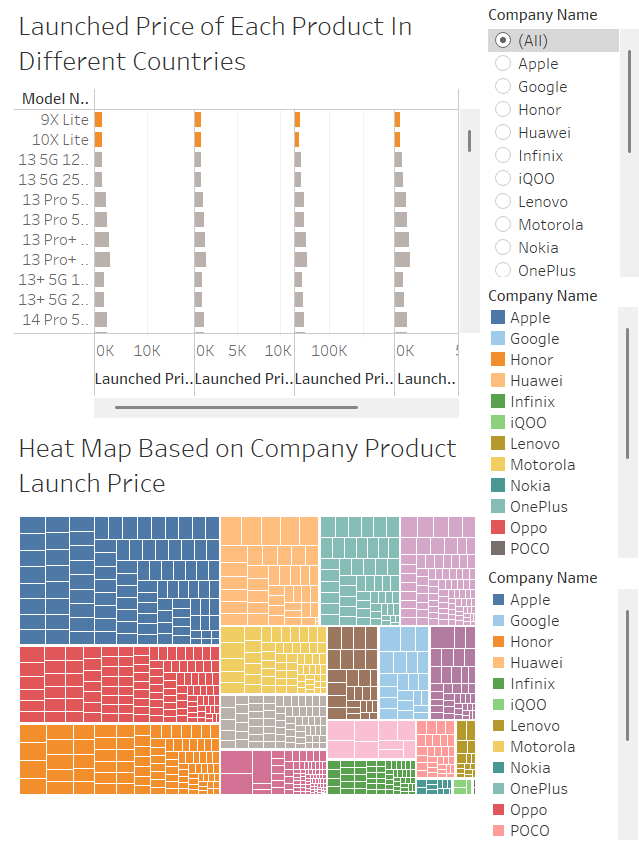 Launched Price of Each Product In
Different Countries
Model N..
9X Lite
10X Lite
13 5G 12..
13 5G 25..
13 Pro 5..
13 Pro 5..
13 Pro+ ..
13 Pro+ ..
13+ 5G 1..
13+ 5G 2..
14 Pro 5..
0K 10K 0K 5K 10K 100K 0K
Launched Pri.. Launched Pri.. Launched Pri.. Launch..
Heat Map Based on Company Product
Launch Price
Company Name
(All)
Apple
Google
Honor
Huawei
Infinix
iQOO
Lenovo
Motorola
Nokia
OnePlus
Company Name
Apple
Google
Honor
Huawei
Infinix
iQOO
Lenovo
Motorola
Nokia
OnePlus
Oppo
POCO
Company Name
Apple
Google
Honor
Huawei
Infinix
iQOO
Lenovo
Motorola
Nokia
OnePlus
Oppo
POCO